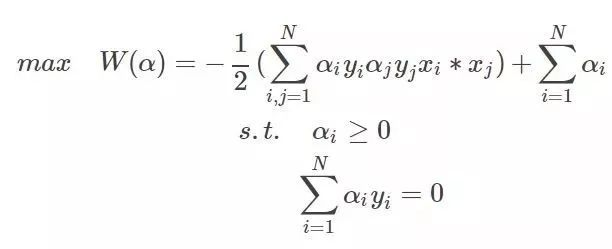 max W(α) = −1/2 (∑_{i,j=1}^{N} α_i y_i α_j y_j x_i ∗ x_j) + ∑_{i=1}^{N} α_i
s.t. α_i ≥ 0
∑_{i=1}^{N} α_i y_i = 0